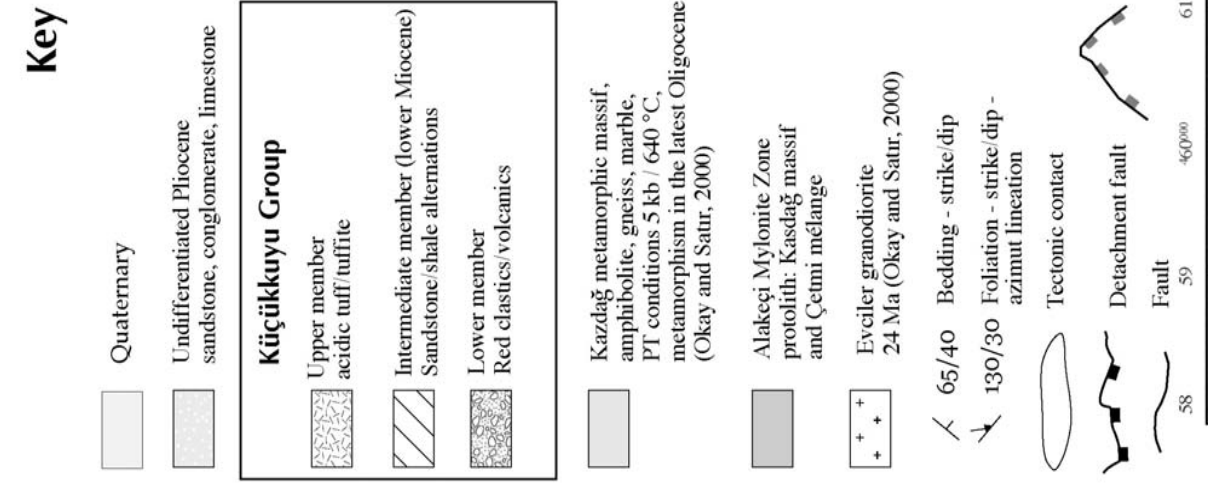 Key
Quaternary
Undifferentiated Pliocene
sandstone, conglomerate, limestone
Küçükkuyu Group
Upper member
acidic tuff/tuffite
Intermediate member (lower Miocene)
Sandstone/shale alternations
Lower member
Red clastics/volcanics
Kazdağ metamorphic massif,
amphibolite, gneiss, marble,
PT conditions 5 kb / 640 °C,
metamorphism in the latest Oligocene
(Okay and Satır, 2000)
Alakeçi Mylonite Zone
protolith: Kasdağ massif
and Çetmi mélange
Evciler granodiorite
24 Ma (Okay and Satır, 2000)
65/40 Bedding - strike/dip
130/30 Foliation - strike/dip -
azimut lineation
Tectonic contact
Detachment fault
Fault
58 59 460000 61